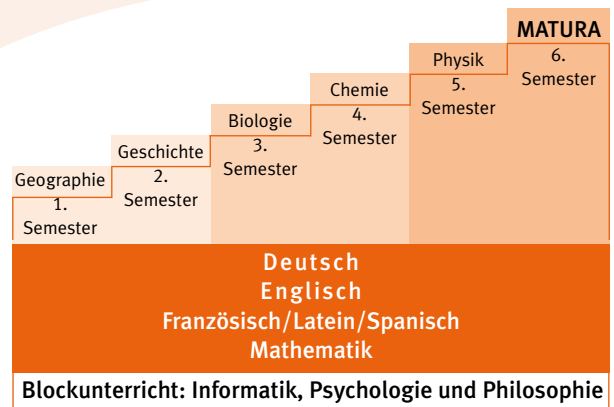 MATURA
6.
Semester
Physik
5.
Semester
Chemie
4.
Semester
Biologie
3.
Semester
Geschichte
2.
Semester
Geographie
1.
Semester
Deutsch
Englisch
Französisch/Latein/Spanisch
Mathematik
Blockunterricht: Informatik, Psychologie und Philosophie